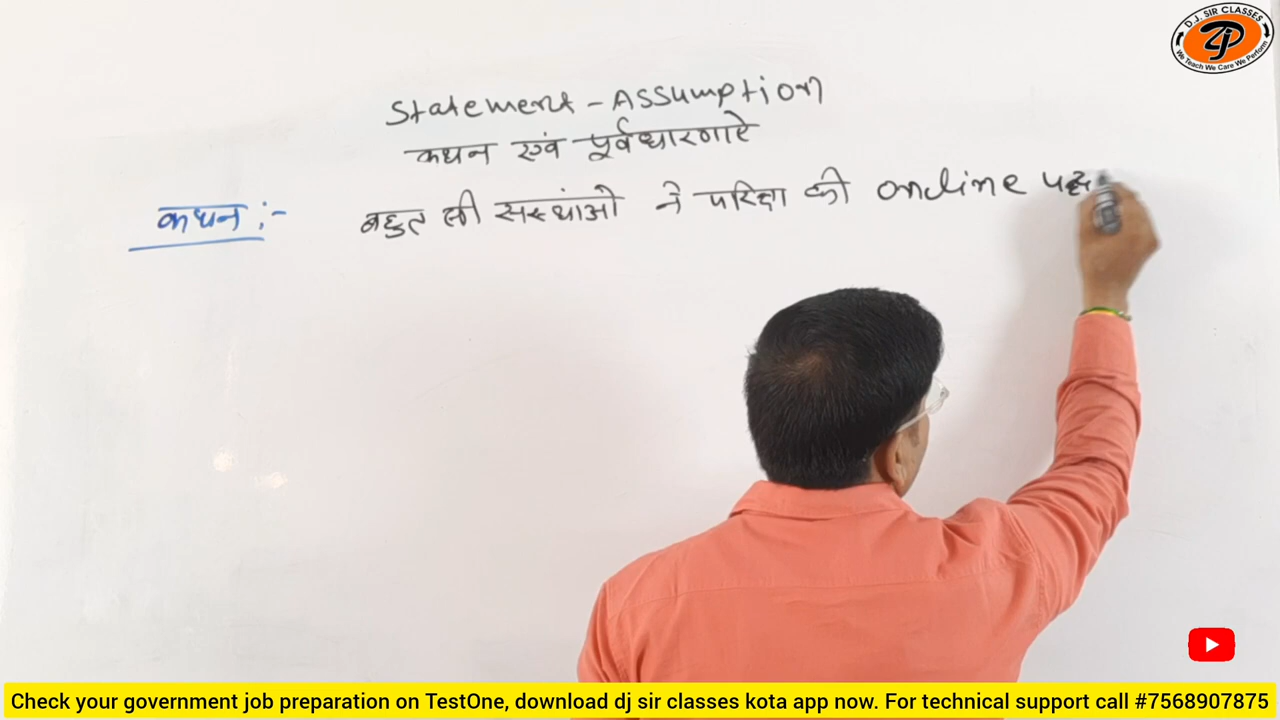 D.J. SIR CLASSES
We Teach We Care We Perform
Statement - Assumption
कथन एवं पूर्वधारणाऐ
कथन :- बहुत सी संस्थाओ ने परिक्षा की online
Check your government job preparation on TestOne, download dj sir classes kota app now. For technical support call #7568907875